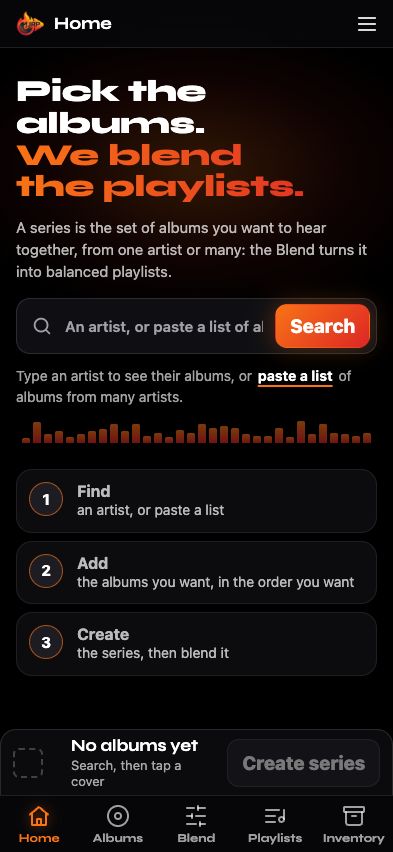 Home
Pick the
albums.
We blend
the playlists.
A series is the set of albums you want to hear
together, from one artist or many: the Blend turns it
into balanced playlists.
An artist, or paste a list of al
Search
Type an artist to see their albums, or paste a list of
albums from many artists.
1
Find
an artist, or paste a list
2
Add
the albums you want, in the order you want
3
Create
the series, then blend it
No albums yet
Search, then tap a
cover
Create series
Home
Albums
Blend
Playlists
Inventory